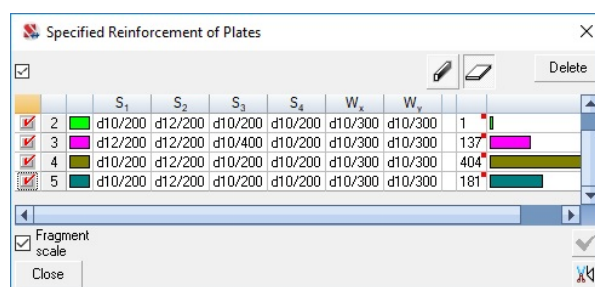 Specified Reinforcement of Plates
Delete
S1 S2 S3 S4 Wx Wy
2 d10/200 d12/200 d10/200 d10/200 d10/300 d10/300 1
3 d12/200 d12/200 d10/400 d10/200 d10/300 d10/300 137
4 d10/200 d12/200 d10/200 d10/200 d10/300 d10/300 404
5 d10/200 d12/200 d10/200 d10/200 d10/300 d10/300 181
Fragment
scale
Close